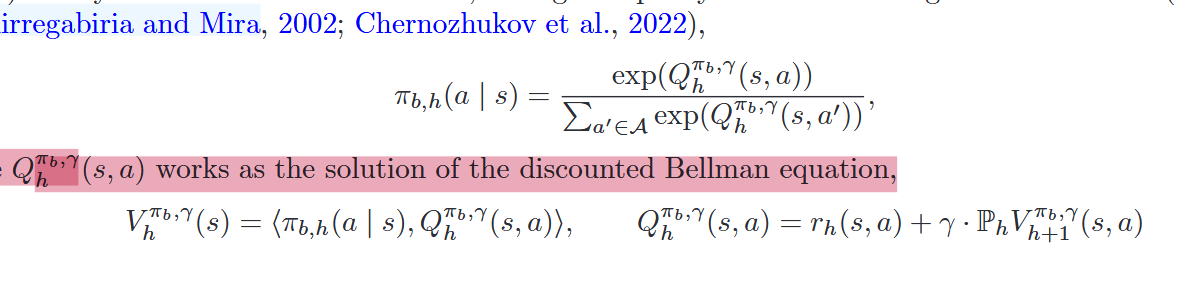 irregabiria and Mira, 2002; Chernozhukov et al., 2022),
π_{b,h}(a | s) = exp(Q_h^{π_b,γ}(s, a)) / ∑_{a'∈𝒜} exp(Q_h^{π_b,γ}(s, a')),
e Q_h^{π_b,γ}(s, a) works as the solution of the discounted Bellman equation,
V_h^{π_b,γ}(s) = ⟨π_{b,h}(a | s), Q_h^{π_b,γ}(s, a)⟩, Q_h^{π_b,γ}(s, a) = r_h(s, a) + γ · ℙ_h V_{h+1}^{π_b,γ}(s, a)